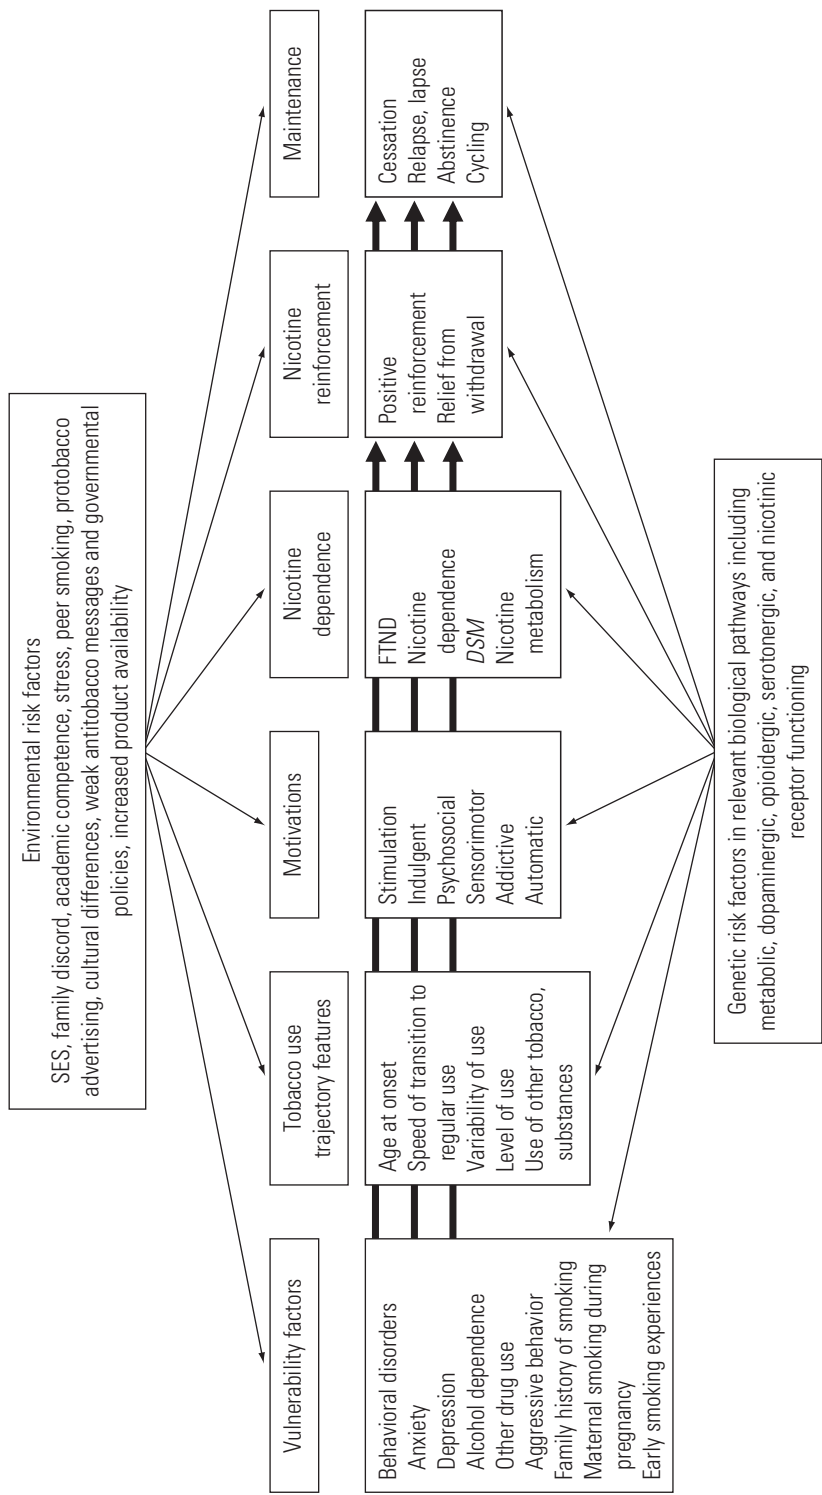 Environmental risk factors
SES, family discord, academic competence, stress, peer smoking, protobacco
advertising, cultural differences, weak antitobacco messages and governmental
policies, increased product availability
Vulnerability factors
Tobacco use
trajectory features
Motivations
Nicotine
dependence
Nicotine
reinforcement
Maintenance
Behavioral disorders
Anxiety
Depression
Alcohol dependence
Other drug use
Aggressive behavior
Family history of smoking
Maternal smoking during
pregnancy
Early smoking experiences
Age at onset
Speed of transition to
regular use
Variability of use
Level of use
Use of other tobacco,
substances
Stimulation
Indulgent
Psychosocial
Sensorimotor
Addictive
Automatic
FTND
Nicotine
dependence
DSM
Nicotine
metabolism
Positive
reinforcement
Relief from
withdrawal
Cessation
Relapse, lapse
Abstinence
Cycling
Genetic risk factors in relevant biological pathways including
metabolic, dopaminergic, opioidergic, serotonergic, and nicotinic
receptor functioning